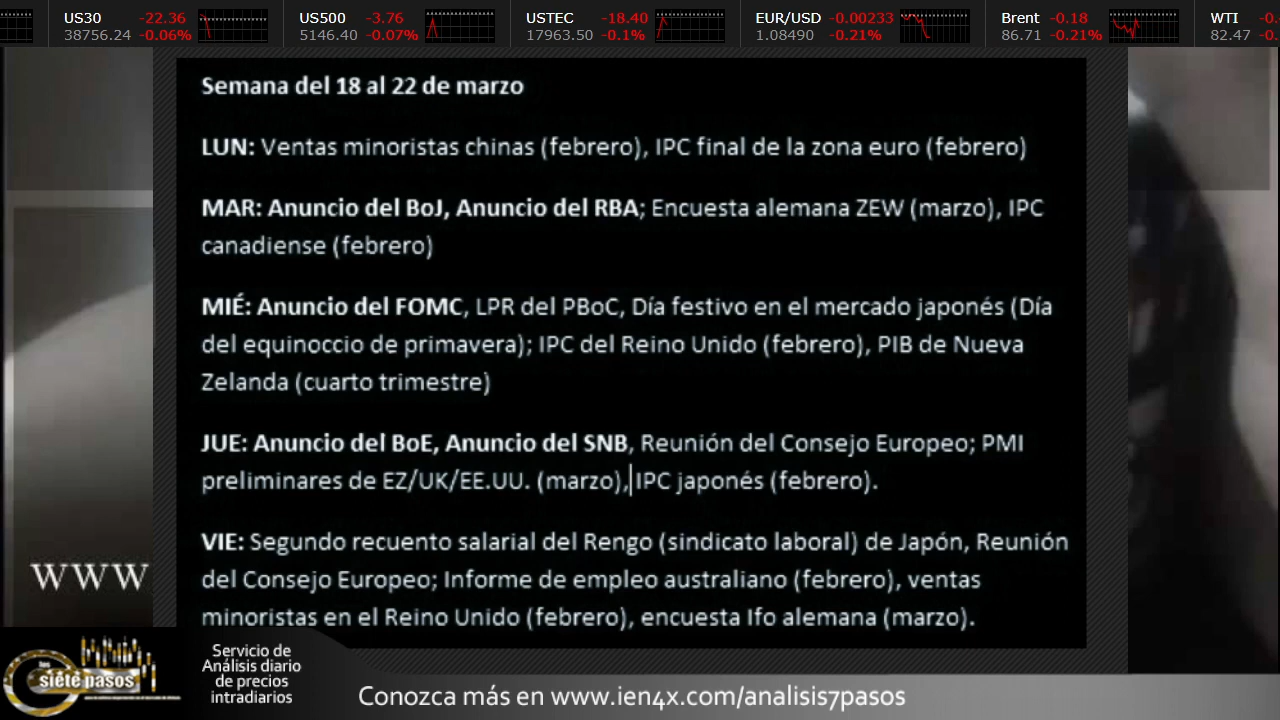 US30 -22.36
38756.24 -0.06%
US500 -3.76
5146.40 -0.07%
USTEC -18.40
17963.50 -0.1%
EUR/USD -0.00233
1.08490 -0.21%
Brent -0.18
86.71 -0.21%
WTI
82.47
Semana del 18 al 22 de marzo
LUN: Ventas minoristas chinas (febrero), IPC final de la zona euro (febrero)
MAR: Anuncio del BoJ, Anuncio del RBA; Encuesta alemana ZEW (marzo), IPC
canadiense (febrero)
MIÉ: Anuncio del FOMC, LPR del PBoC, Día festivo en el mercado japonés (Día
del equinoccio de primavera); IPC del Reino Unido (febrero), PIB de Nueva
Zelanda (cuarto trimestre)
JUE: Anuncio del BoE, Anuncio del SNB, Reunión del Consejo Europeo; PMI
preliminares de EZ/UK/EE.UU. (marzo), IPC japonés (febrero).
VIE: Segundo recuento salarial del Rengo (sindicato laboral) de Japón, Reunión
del Consejo Europeo; Informe de empleo australiano (febrero), ventas
minoristas en el Reino Unido (febrero), encuesta Ifo alemana (marzo).
www
los
siete pasos
Servicio de
Análisis diario
de precios
intradiarios
Conozca más en www.ien4x.com/analisis7pasos